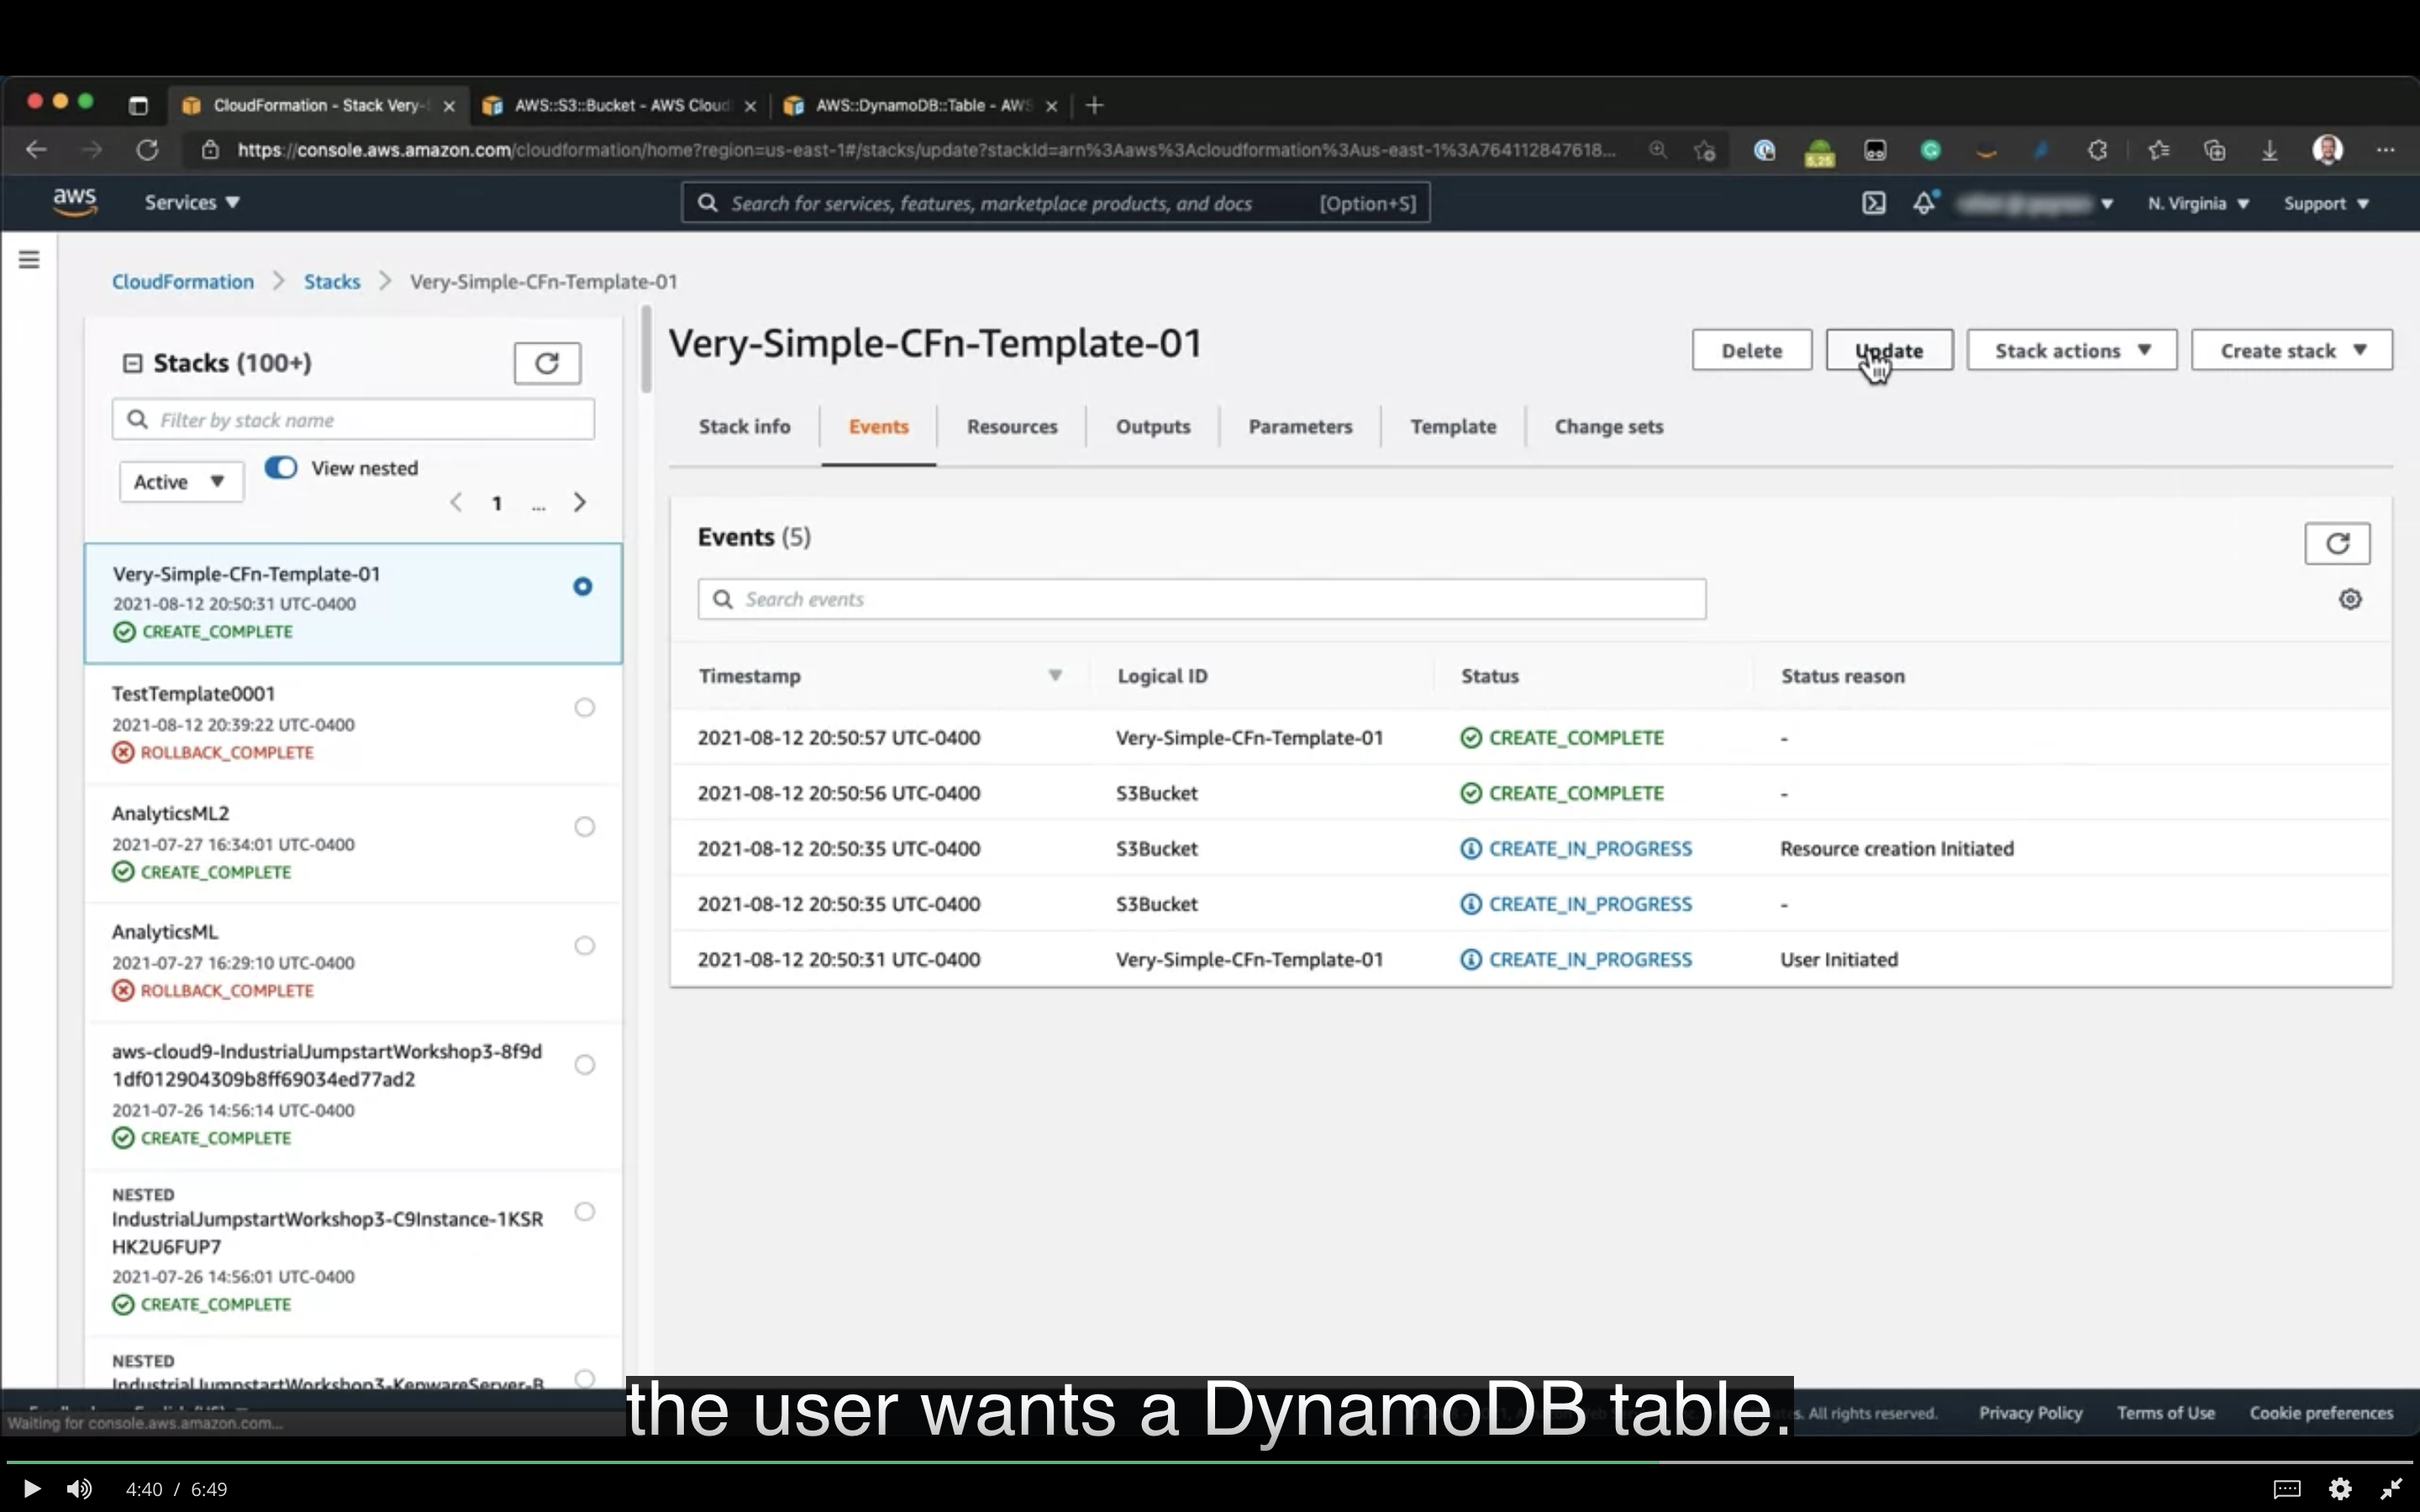 CloudFormation - Stack Very-
AWS::S3::Bucket - AWS Cloud
AWS::DynamoDB::Table - AWS
https://console.aws.amazon.com/cloudformation/home?region=us-east-1#/stacks/update?stackId=arn%3Aaws%3Acloudformation%3Aus-east-1%3A764112847618...
5,25
aws
Services
Search for services, features, marketplace products, and docs
[Option+S]
N. Virginia
Support
CloudFormation
Stacks
Very-Simple-CFn-Template-01
Stacks (100+)
Filter by stack name
Active
View nested
1
...
Very-Simple-CFn-Template-01
2021-08-12 20:50:31 UTC-0400
CREATE_COMPLETE
TestTemplate0001
2021-08-12 20:39:22 UTC-0400
ROLLBACK_COMPLETE
AnalyticsML2
2021-07-27 16:34:01 UTC-0400
CREATE_COMPLETE
AnalyticsML
2021-07-27 16:29:10 UTC-0400
ROLLBACK_COMPLETE
aws-cloud9-IndustrialJumpstartWorkshop3-8f9d
1df012904309b8ff69034ed77ad2
2021-07-26 14:56:14 UTC-0400
CREATE_COMPLETE
NESTED
IndustrialJumpstartWorkshop3-C9Instance-1KSR
HK2U6FUP7
2021-07-26 14:56:01 UTC-0400
CREATE_COMPLETE
NESTED
IndustrialJumpstartWorkshop3-KepwareServer-B
Very-Simple-CFn-Template-01
Delete
Update
Stack actions
Create stack
Stack info
Events
Resources
Outputs
Parameters
Template
Change sets
Events (5)
Search events
Timestamp Logical ID Status Status reason
2021-08-12 20:50:57 UTC-0400 Very-Simple-CFn-Template-01 CREATE_COMPLETE -
2021-08-12 20:50:56 UTC-0400 S3Bucket CREATE_COMPLETE -
2021-08-12 20:50:35 UTC-0400 S3Bucket CREATE_IN_PROGRESS Resource creation Initiated
2021-08-12 20:50:35 UTC-0400 S3Bucket CREATE_IN_PROGRESS -
2021-08-12 20:50:31 UTC-0400 Very-Simple-CFn-Template-01 CREATE_IN_PROGRESS User Initiated
the user wants a DynamoDB table.
Waiting for console.aws.amazon.com...
All rights reserved.
Privacy Policy
Terms of Use
Cookie preferences
4:40 / 6:49